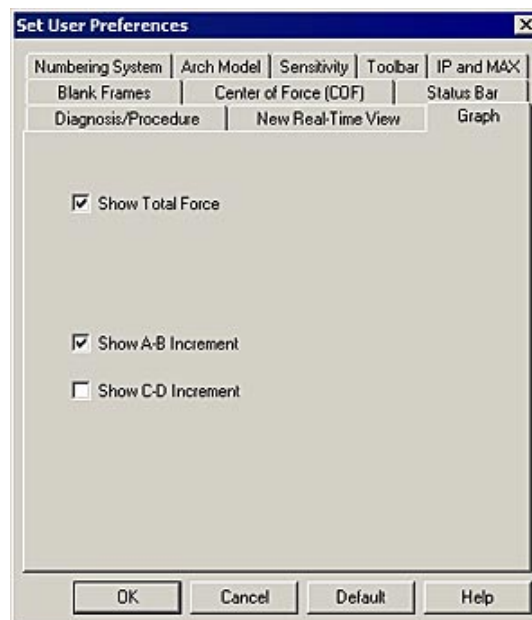 Set User Preferences
Numbering System Arch Model Sensitivity Toolbar IP and MAX
Blank Frames Center of Force (COF) Status Bar
Diagnosis/Procedure New Real-Time View Graph
Show Total Force
Show A-B Increment
Show C-D Increment
OK Cancel Default Help